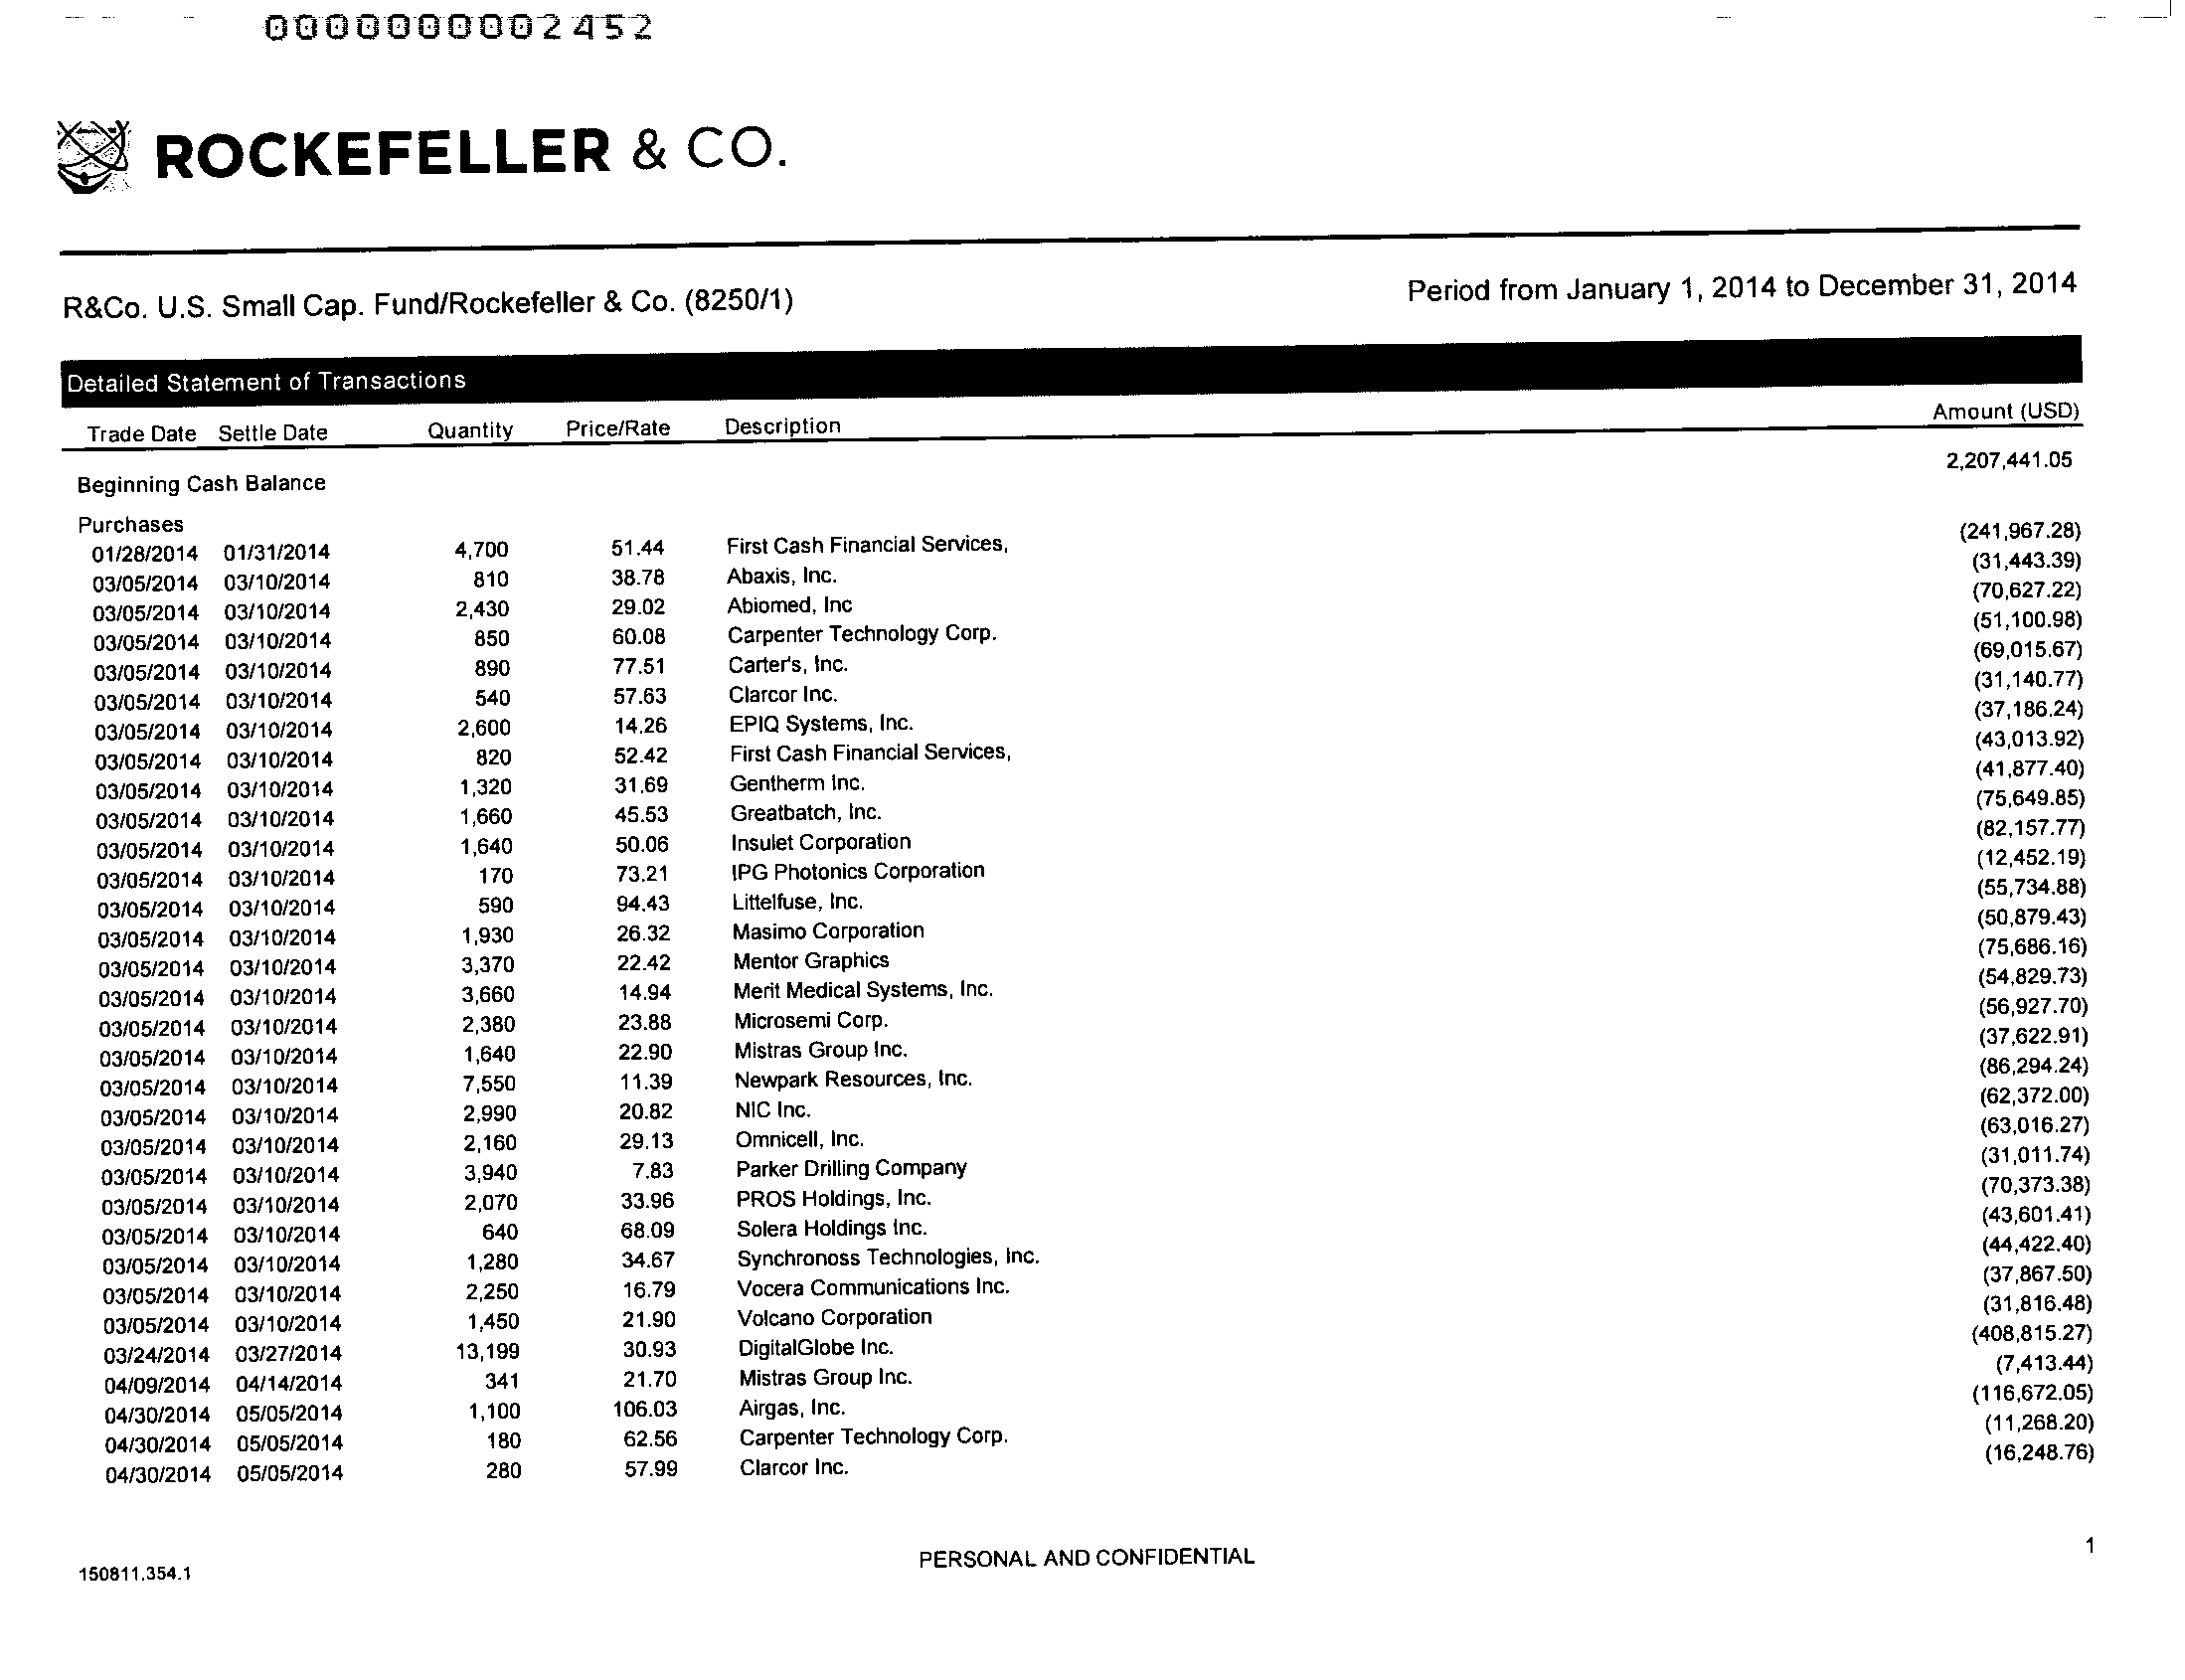 0000000002452
ROCKEFELLER & CO.
R&Co. U.S. Small Cap. Fund/Rockefeller & Co. (8250/1) Period from January 1, 2014 to December 31, 2014
Detailed Statement of Transactions
Trade Date Settle Date Quantity Price/Rate Description Amount (USD)
Beginning Cash Balance 2,207,441.05
Purchases
01/28/2014 01/31/2014 4,700 51.44 First Cash Financial Services, (241,967.28)
03/05/2014 03/10/2014 810 38.78 Abaxis, Inc. (31,443.39)
03/05/2014 03/10/2014 2,430 29.02 Abiomed, Inc (70,627.22)
03/05/2014 03/10/2014 850 60.08 Carpenter Technology Corp. (51,100.98)
03/05/2014 03/10/2014 890 77.51 Carter's, Inc. (69,015.67)
03/05/2014 03/10/2014 540 57.63 Clarcor Inc. (31,140.77)
03/05/2014 03/10/2014 2,600 14.26 EPIQ Systems, Inc. (37,186.24)
03/05/2014 03/10/2014 820 52.42 First Cash Financial Services, (43,013.92)
03/05/2014 03/10/2014 1,320 31.69 Gentherm Inc. (41,877.40)
03/05/2014 03/10/2014 1,660 45.53 Greatbatch, Inc. (75,649.85)
03/05/2014 03/10/2014 1,640 50.06 Insulet Corporation (82,157.77)
03/05/2014 03/10/2014 170 73.21 IPG Photonics Corporation (12,452.19)
03/05/2014 03/10/2014 590 94.43 Littelfuse, Inc. (55,734.88)
03/05/2014 03/10/2014 1,930 26.32 Masimo Corporation (50,879.43)
03/05/2014 03/10/2014 3,370 22.42 Mentor Graphics (75,686.16)
03/05/2014 03/10/2014 3,660 14.94 Merit Medical Systems, Inc. (54,829.73)
03/05/2014 03/10/2014 2,380 23.88 Microsemi Corp. (56,927.70)
03/05/2014 03/10/2014 1,640 22.90 Mistras Group Inc. (37,622.91)
03/05/2014 03/10/2014 7,550 11.39 Newpark Resources, Inc. (86,294.24)
03/05/2014 03/10/2014 2,990 20.82 NIC Inc. (62,372.00)
03/05/2014 03/10/2014 2,160 29.13 Omnicell, Inc. (63,016.27)
03/05/2014 03/10/2014 3,940 7.83 Parker Drilling Company (31,011.74)
03/05/2014 03/10/2014 2,070 33.96 PROS Holdings, Inc. (70,373.38)
03/05/2014 03/10/2014 640 68.09 Solera Holdings Inc. (43,601.41)
03/05/2014 03/10/2014 1,280 34.67 Synchronoss Technologies, Inc. (44,422.40)
03/05/2014 03/10/2014 2,250 16.79 Vocera Communications Inc. (37,867.50)
03/05/2014 03/10/2014 1,450 21.90 Volcano Corporation (31,816.48)
03/24/2014 03/27/2014 13,199 30.93 DigitalGlobe Inc. (408,815.27)
04/09/2014 04/14/2014 341 21.70 Mistras Group Inc. (7,413.44)
04/30/2014 05/05/2014 1,100 106.03 Airgas, Inc. (116,672.05)
04/30/2014 05/05/2014 180 62.56 Carpenter Technology Corp. (11,268.20)
04/30/2014 05/05/2014 280 57.99 Clarcor Inc. (16,248.76)
150811.354.1 PERSONAL AND CONFIDENTIAL 1